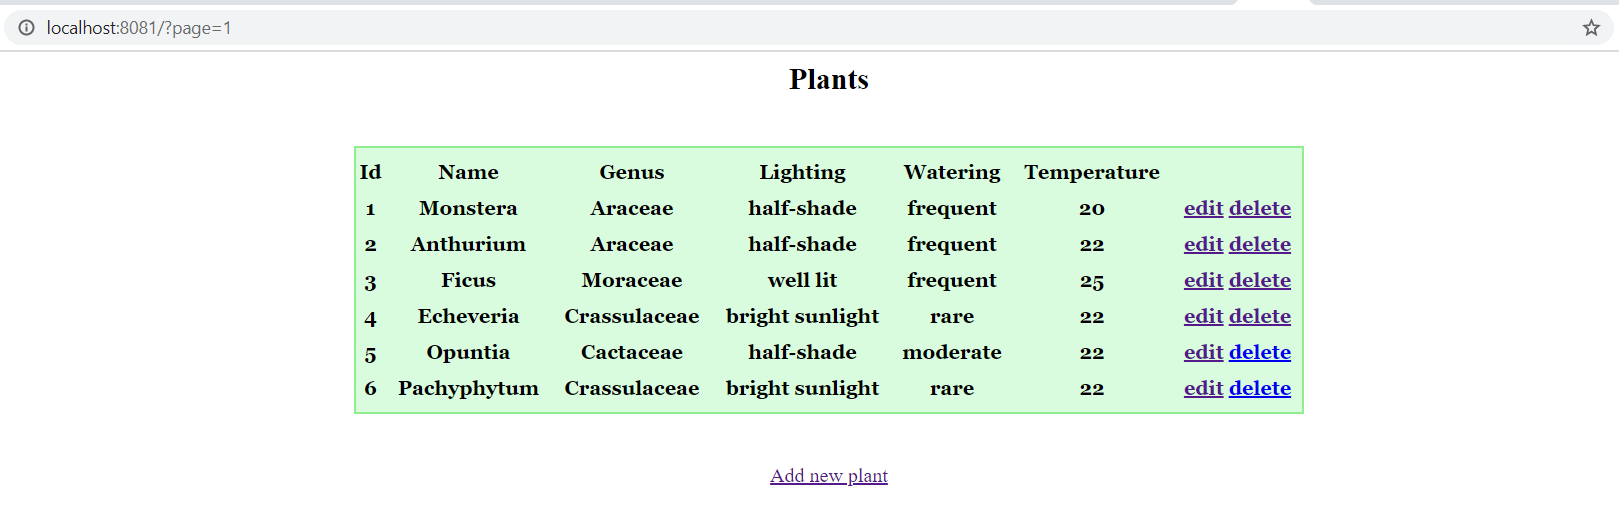 localhost:8081/?page=1
Plants
Id Name Genus Lighting Watering Temperature
1 Monstera Araceae half-shade frequent 20 edit delete
2 Anthurium Araceae half-shade frequent 22 edit delete
3 Ficus Moraceae well lit frequent 25 edit delete
4 Echeveria Crassulaceae bright sunlight rare 22 edit delete
5 Opuntia Cactaceae half-shade moderate 22 edit delete
6 Pachyphytum Crassulaceae bright sunlight rare 22 edit delete
Add new plant